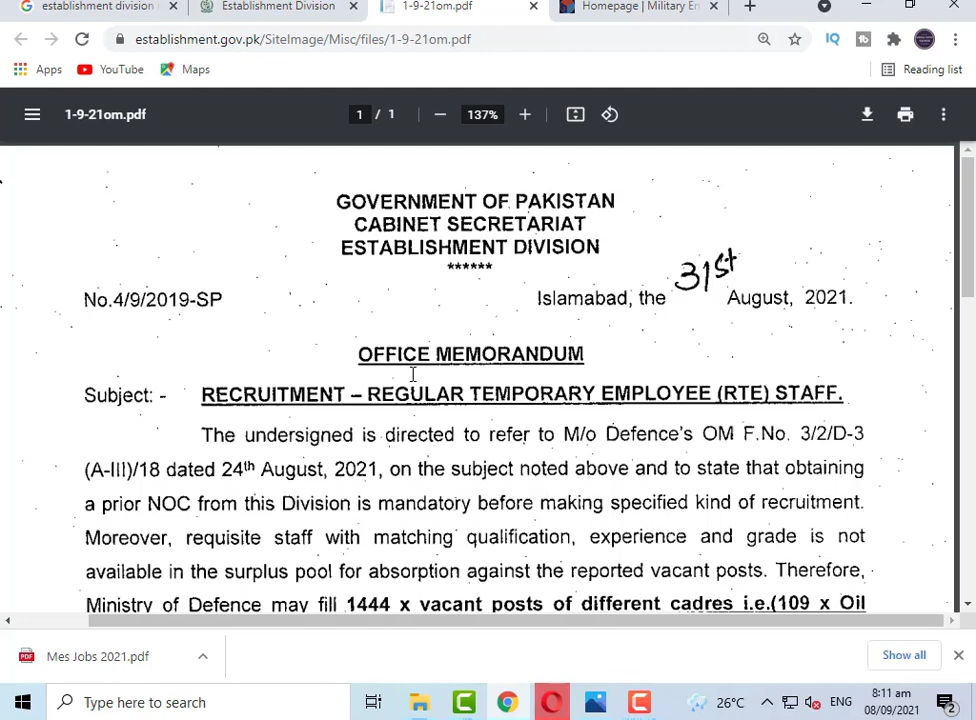 establishment division
Establishment Division
1-9-21om.pdf
Homepage | Military En
establishment.gov.pk/SiteImage/Misc/files/1-9-21om.pdf
Apps
YouTube
Maps
Reading list
1-9-21om.pdf
1 / 1
137%
GOVERNMENT OF PAKISTAN
CABINET SECRETARIAT
ESTABLISHMENT DIVISION
******
No.4/9/2019-SP
Islamabad, the 31st August, 2021.
OFFICE MEMORANDUM
Subject: - RECRUITMENT – REGULAR TEMPORARY EMPLOYEE (RTE) STAFF.
The undersigned is directed to refer to M/o Defence's OM F.No. 3/2/D-3
(A-III)/18 dated 24th August, 2021, on the subject noted above and to state that obtaining
a prior NOC from this Division is mandatory before making specified kind of recruitment.
Moreover, requisite staff with matching qualification, experience and grade is not
available in the surplus pool for absorption against the reported vacant posts. Therefore,
Ministry of Defence may fill 1444 x vacant posts of different cadres i.e.(109 x Oil
Mes Jobs 2021.pdf
Show all
Type here to search
26°C
ENG
8:11 am
08/09/2021
2